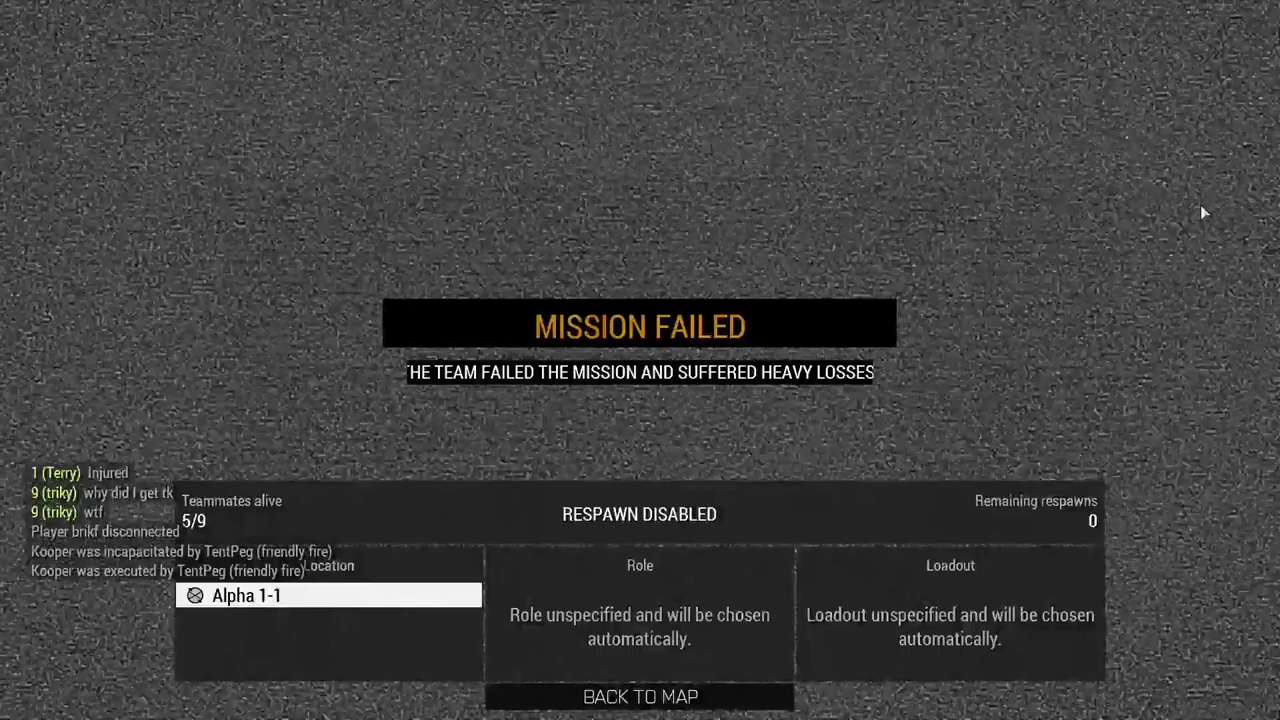 MISSION FAILED
HE TEAM FAILED THE MISSION AND SUFFERED HEAVY LOSSES
1 (Terry) Injured
9 (triky) why did I get tk
9 (triky) wtf
Player brikf disconnected
Kooper was incapacitated by TentPeg (friendly fire)
Kooper was executed by TentPeg (friendly fire)
Teammates alive
5/9
RESPAWN DISABLED
Remaining respawns
0
Location
Alpha 1-1
Role
Role unspecified and will be chosen
automatically.
Loadout
Loadout unspecified and will be chosen
automatically.
BACK TO MAP